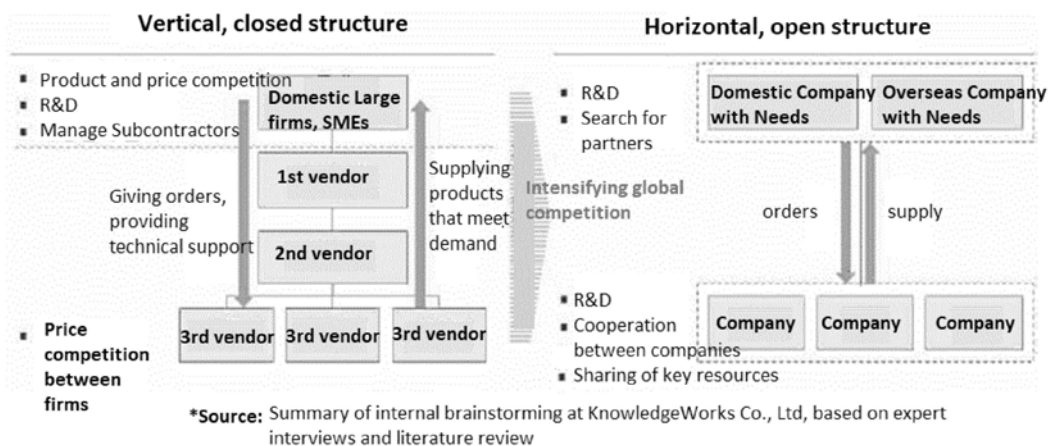 Vertical, closed structure
Product and price competition
R&D
Manage Subcontractors
Domestic Large
firms, SMEs
1st vendor
2nd vendor
3rd vendor
3rd vendor
3rd vendor
Giving orders,
providing
technical support
Supplying
products
that meet
demand
Price
competition
between
firms
Intensifying global
competition
Horizontal, open structure
R&D
Search for
partners
Domestic Company
with Needs
Overseas Company
with Needs
orders
supply
R&D
Cooperation
between companies
Sharing of key resources
Company
Company
Company
*Source: Summary of internal brainstorming at KnowledgeWorks Co., Ltd, based on expert
interviews and literature review